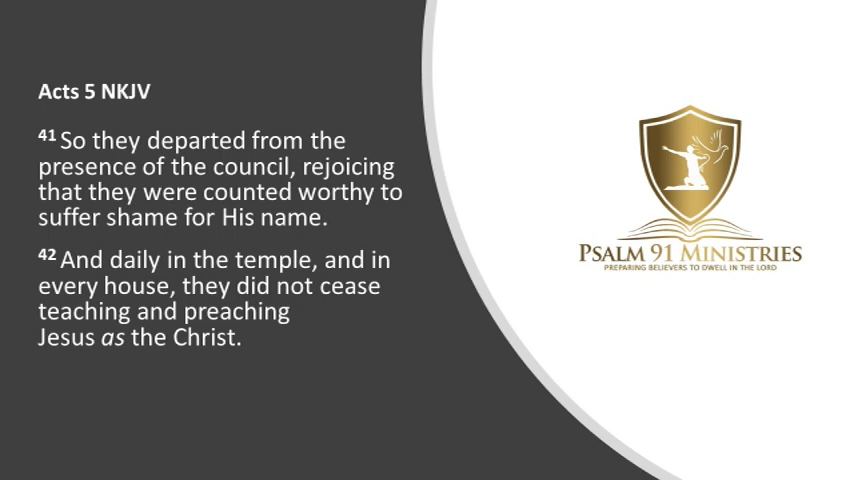 Acts 5 NKJV
41 So they departed from the
presence of the council, rejoicing
that they were counted worthy to
suffer shame for His name.
42 And daily in the temple, and in
every house, they did not cease
teaching and preaching
Jesus as the Christ.
PSALM 91 MINISTRIES
PREPARING BELIEVERS TO DWELL IN THE LORD